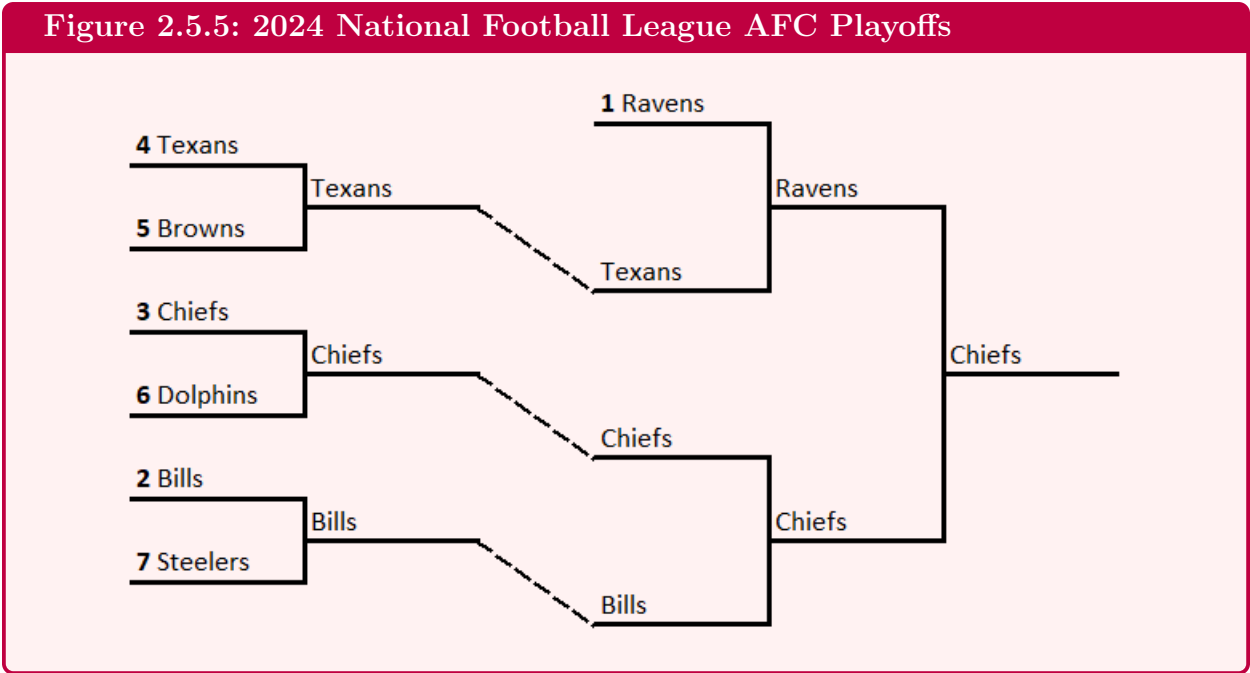 Figure 2.5.5: 2024 National Football League AFC Playoffs
4 Texans
5 Browns
3 Chiefs
6 Dolphins
2 Bills
7 Steelers
Texans
Chiefs
Bills
1 Ravens
Texans
Chiefs
Bills
Ravens
Chiefs
Chiefs